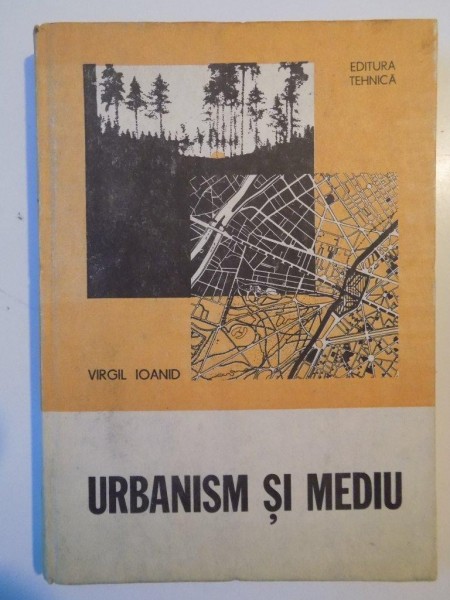 EDITURA
TEHNICĂ
VIRGIL IOANID
URBANISM ȘI MEDIU